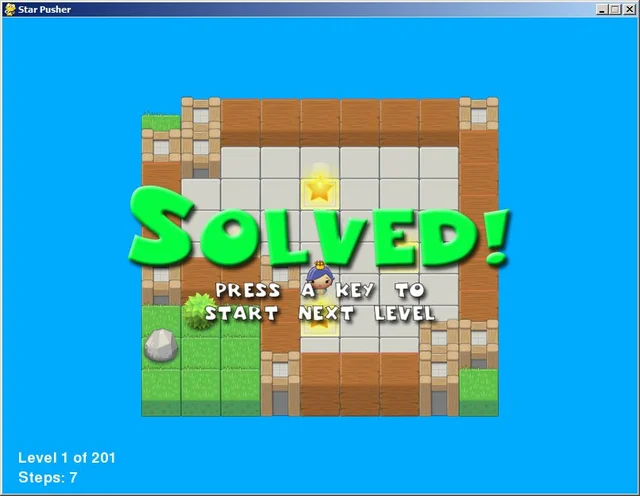 Star Pusher
SOLVED!
PRESS A KEY TO
START NEXT LEVEL
Level 1 of 201
Steps: 7